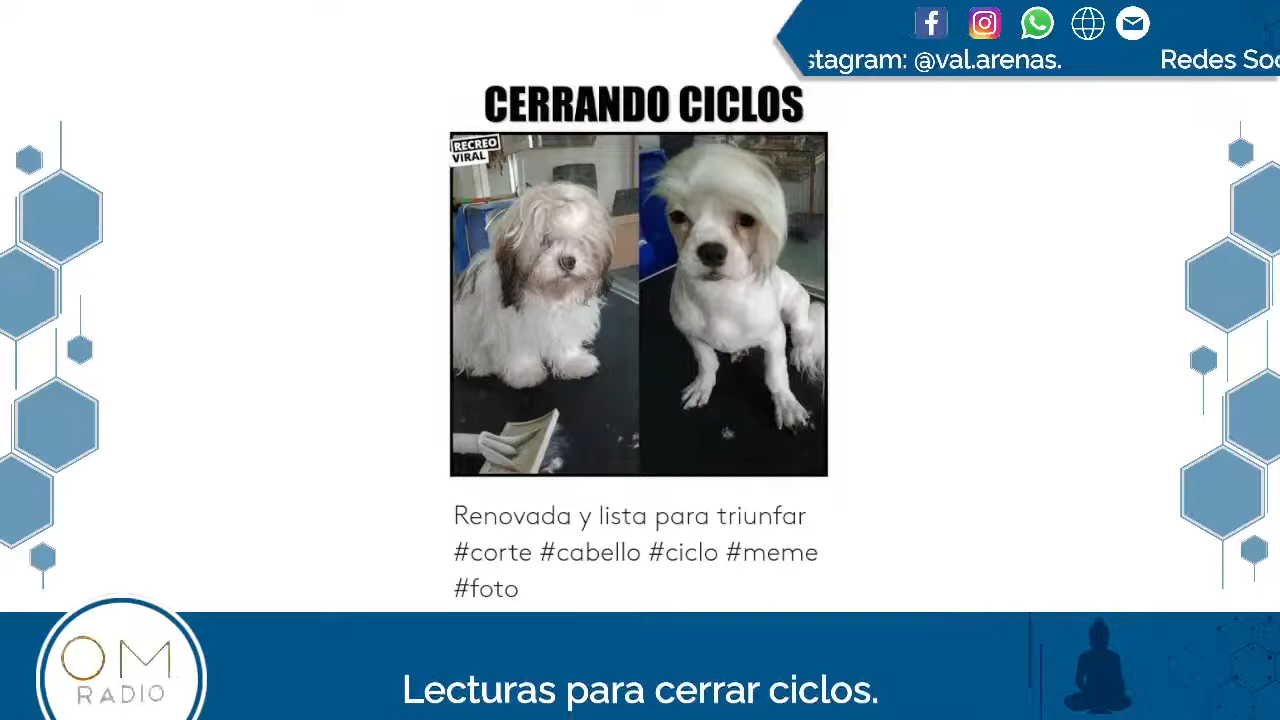 stagram: @val.arenas.
Redes Soc
CERRANDO CICLOS
RECREO
VIRAL
Renovada y lista para triunfar
#corte #cabello #ciclo #meme
#foto
OM
RADIO
Lecturas para cerrar ciclos.